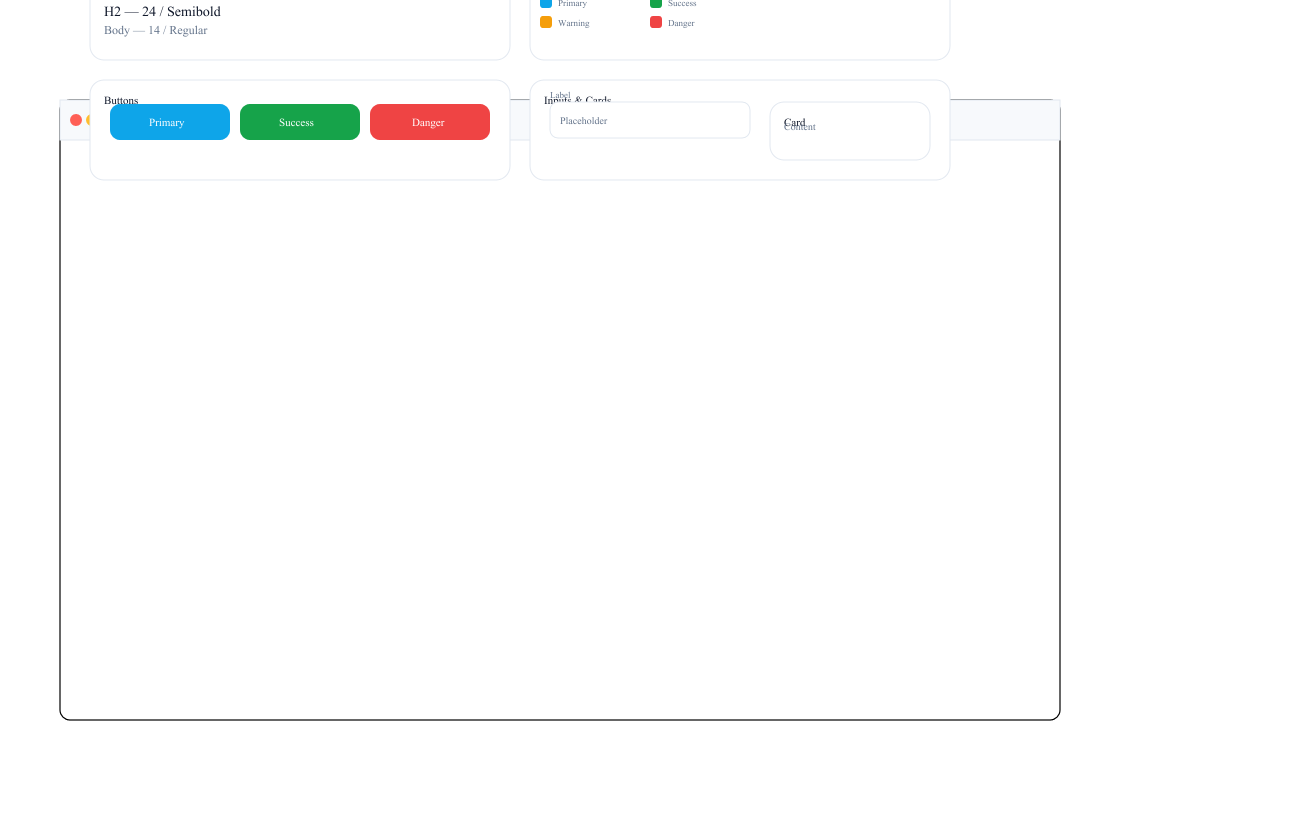 H2 — 24 / Semibold
Body — 14 / Regular
Primary
Success
Warning
Danger
Buttons
Primary
Success
Danger
Inputs & Cards
Label
Placeholder
Card
Content